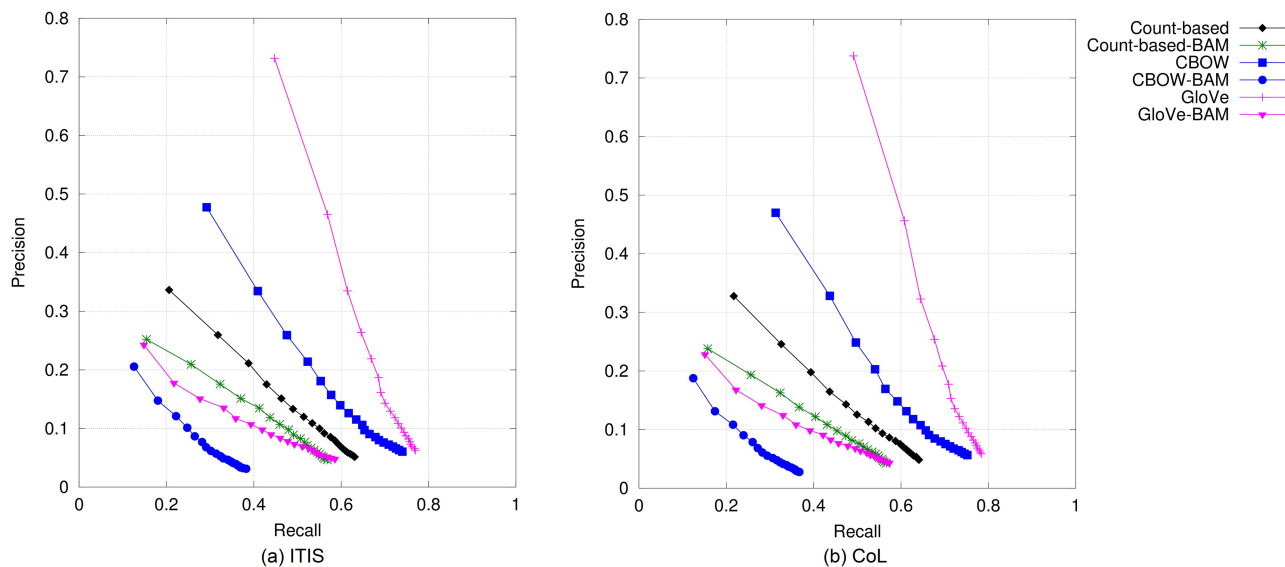 0.8
0.7
0.6
0.5
0.4
0.3
0.2
0.1
0
Precision
0 0.2 0.4 0.6 0.8 1
Recall
(a) ITIS
0.8
0.7
0.6
0.5
0.4
0.3
0.2
0.1
0
Precision
0 0.2 0.4 0.6 0.8 1
Recall
(b) CoL
Count-based
Count-based-BAM
CBOW
CBOW-BAM
GloVe
GloVe-BAM